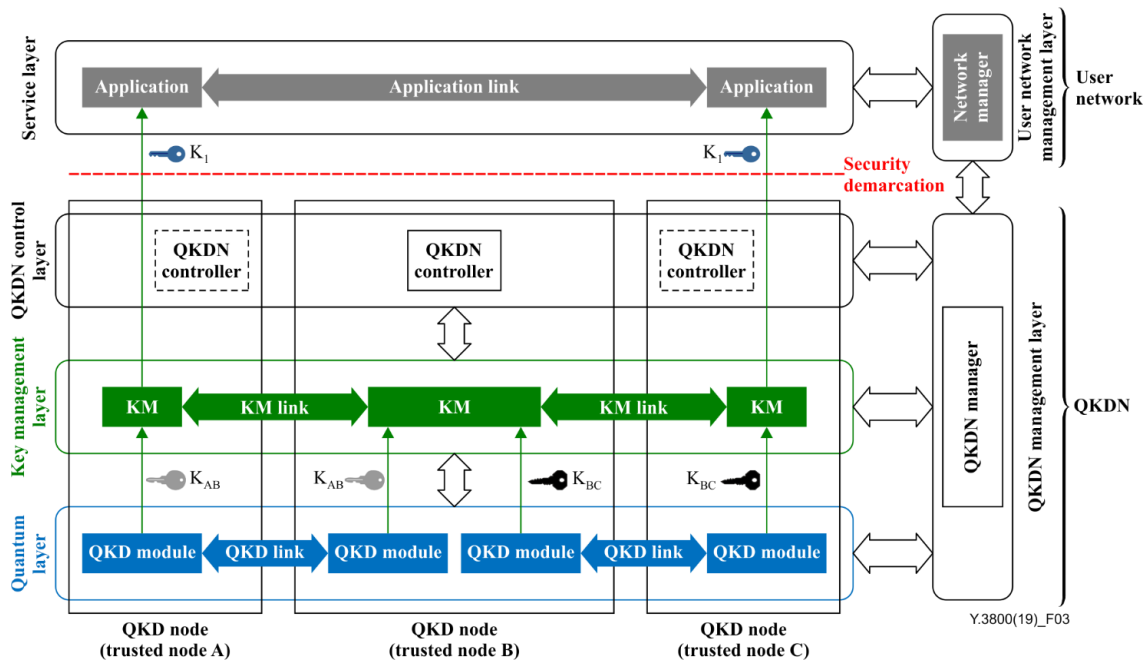 Service layer
Application
Application link
Application
Network
manager
User network
management layer
User
network
K1
K1
Security
demarcation
QKDN control
layer
QKDN
controller
QKDN
controller
QKDN
controller
Key management
layer
KM
KM link
KM
KM link
KM
QKDN manager
QKDN management layer
QKDN
KAB
KAB
KBC
KBC
Quantum
layer
QKD module
QKD link
QKD module
QKD module
QKD link
QKD module
QKD node
(trusted node A)
QKD node
(trusted node B)
QKD node
(trusted node C)
Y.3800(19)_F03